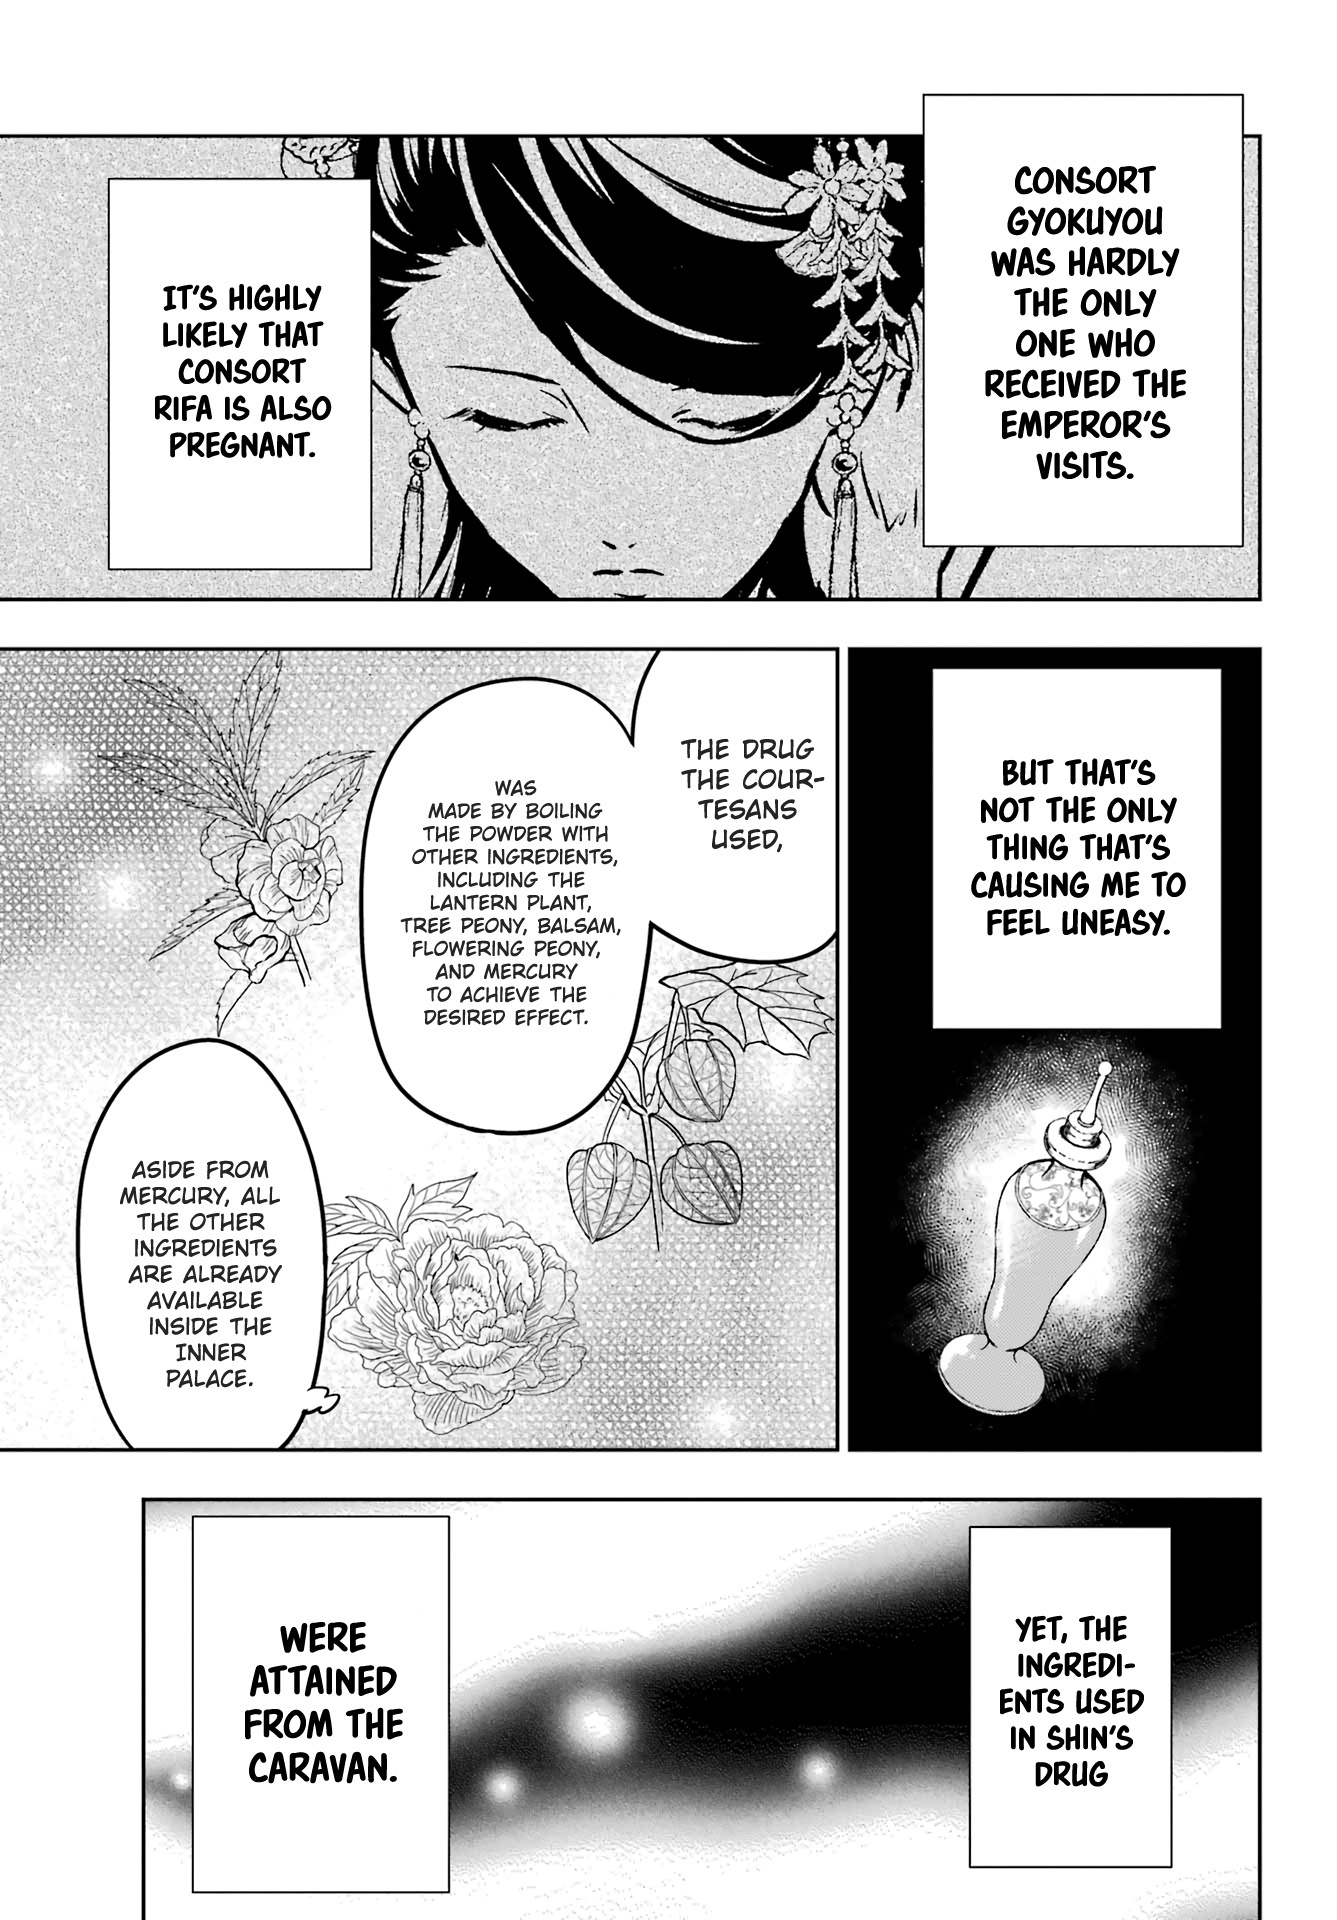 CONSORT
GYOKUYOU
WAS HARDLY
THE ONLY
ONE WHO
RECEIVED THE
EMPEROR'S
VISITS.
IT'S HIGHLY
LIKELY THAT
CONSORT
RIFA IS ALSO
PREGNANT.
BUT THAT'S
NOT THE ONLY
THING THAT'S
CAUSING ME TO
FEEL UNEASY.
THE DRUG
THE COUR-
TESANS
USED,
WAS
MADE BY BOILING
THE POWDER WITH
OTHER INGREDIENTS,
INCLUDING THE
LANTERN PLANT,
TREE PEONY, BALSAM,
FLOWERING PEONY,
AND MERCURY
TO ACHIEVE THE
DESIRED EFFECT.
ASIDE FROM
MERCURY, ALL
THE OTHER
INGREDIENTS
ARE ALREADY
AVAILABLE
INSIDE THE
INNER
PALACE.
YET, THE
INGREDI-
ENTS USED
IN SHIN'S
DRUG
WERE
ATTAINED
FROM THE
CARAVAN.